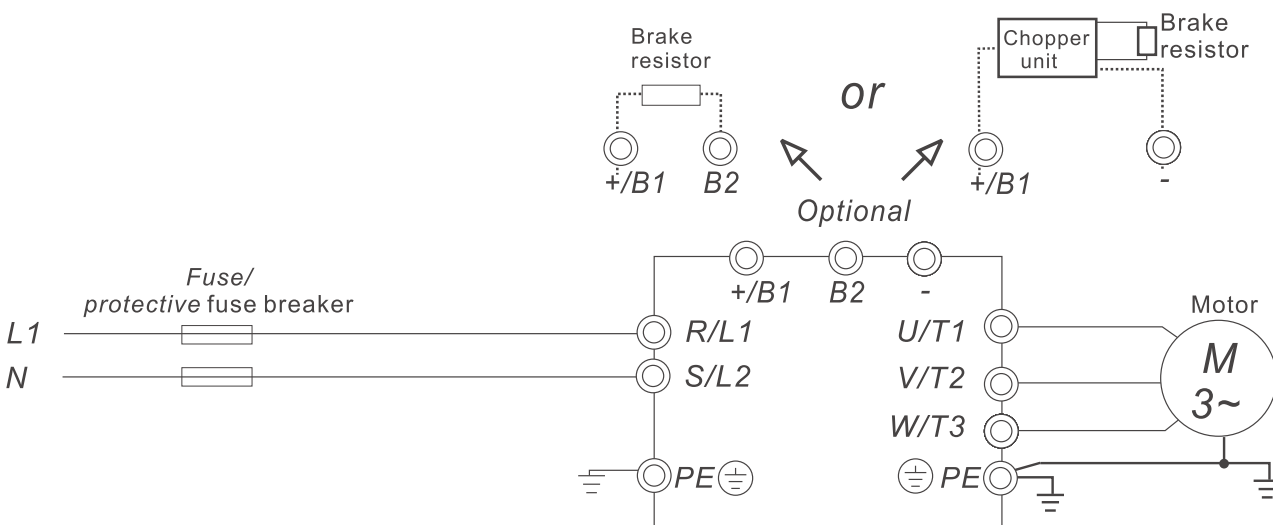 Brake
resistor
or
Chopper
unit
Brake
resistor
+/B1
B2
+/B1
-
Optional
+/B1
B2
-
Fuse/
protective fuse breaker
Motor
L1
R/L1
U/T1
M
3~
N
S/L2
V/T2
W/T3
PE
PE